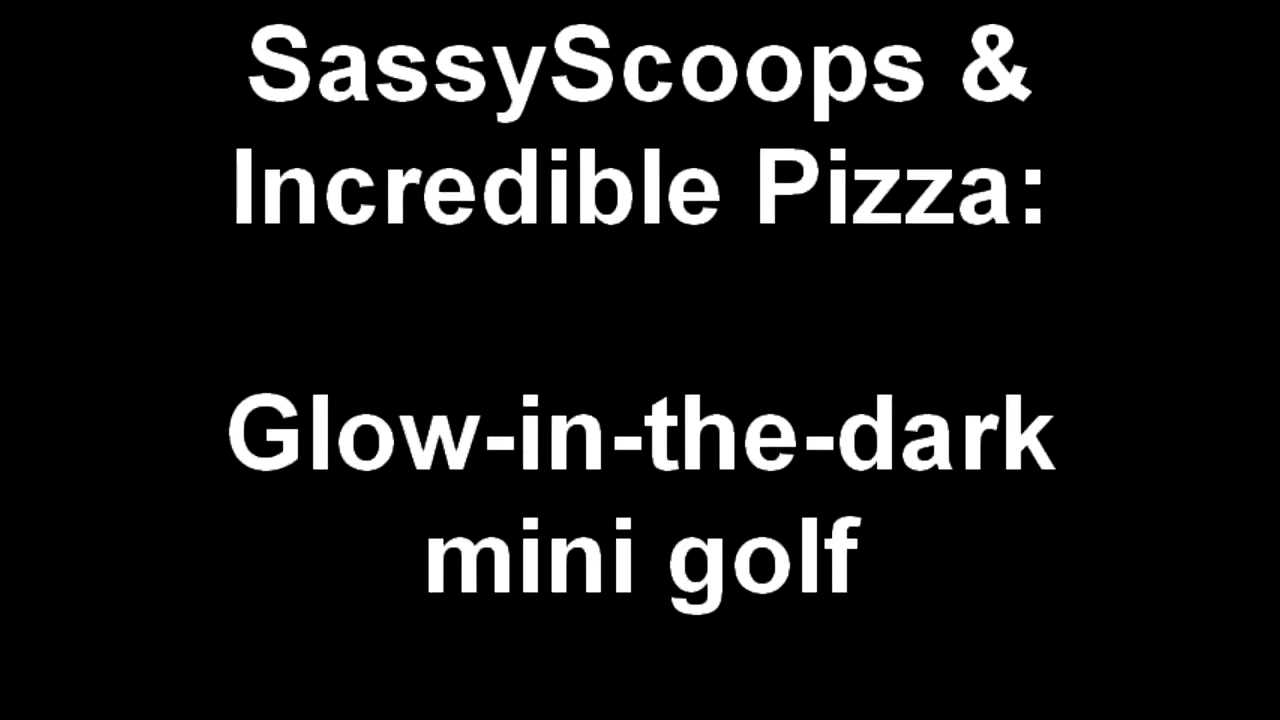 SassyScoops &
Incredible Pizza:
Glow-in-the-dark
mini golf